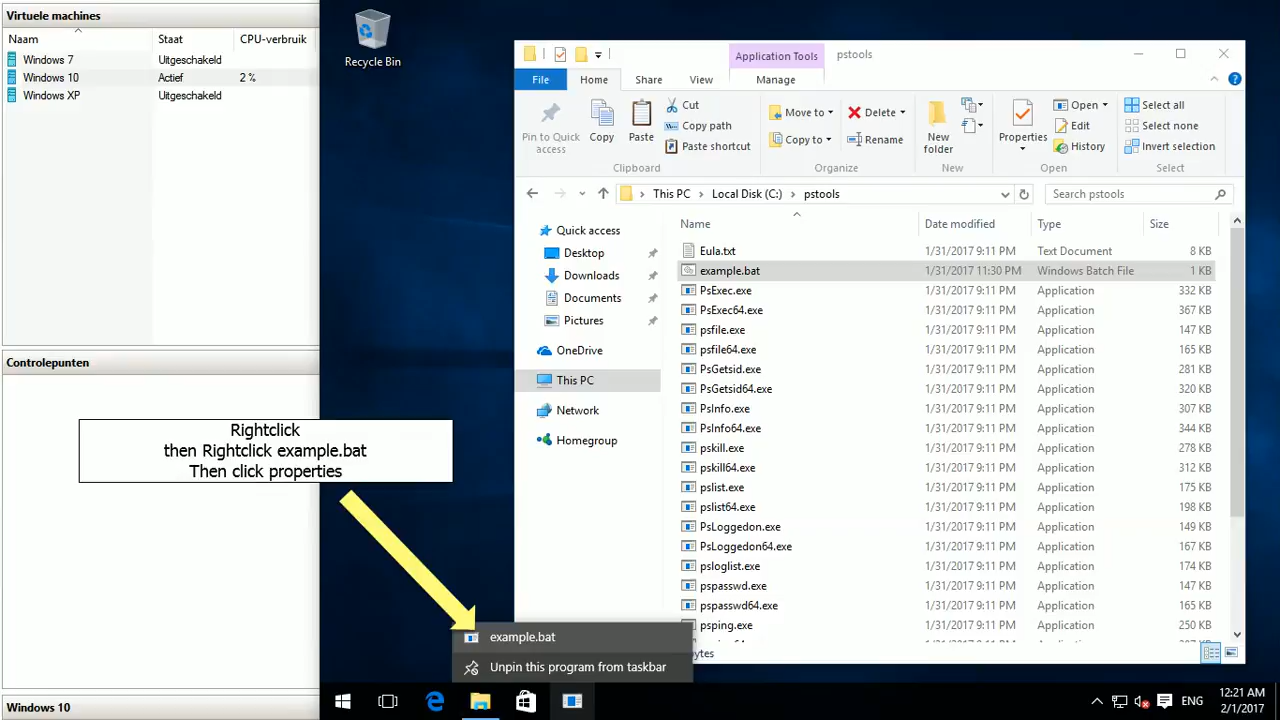 Virtuele machines
Naam Staat CPU-verbruik
Windows 7 Uitgeschakeld
Windows 10 Actief 2 %
Windows XP Uitgeschakeld
Controlepunten
Windows 10
Recycle Bin
Rightclick
then Rightclick example.bat
Then click properties
Application Tools pstools
File Home Share View Manage
Pin to Quick access
Copy
Paste
Cut
Copy path
Paste shortcut
Clipboard
Move to
Copy to
Delete
Rename
Organize
New folder
New
Properties
Open
Edit
History
Open
Select all
Select none
Invert selection
Select
This PC Local Disk (C:) pstools
Search pstools
Quick access
Desktop
Downloads
Documents
Pictures
OneDrive
This PC
Network
Homegroup
Name Date modified Type Size
Eula.txt 1/31/2017 9:11 PM Text Document 8 KB
example.bat 1/31/2017 11:30 PM Windows Batch File 1 KB
PsExec.exe 1/31/2017 9:11 PM Application 332 KB
PsExec64.exe 1/31/2017 9:11 PM Application 367 KB
psfile.exe 1/31/2017 9:11 PM Application 147 KB
psfile64.exe 1/31/2017 9:11 PM Application 165 KB
PsGetsid.exe 1/31/2017 9:11 PM Application 281 KB
PsGetsid64.exe 1/31/2017 9:11 PM Application 320 KB
PsInfo.exe 1/31/2017 9:11 PM Application 307 KB
PsInfo64.exe 1/31/2017 9:11 PM Application 344 KB
pskill.exe 1/31/2017 9:11 PM Application 278 KB
pskill64.exe 1/31/2017 9:11 PM Application 312 KB
pslist.exe 1/31/2017 9:11 PM Application 175 KB
pslist64.exe 1/31/2017 9:11 PM Application 207 KB
PsLoggedon.exe 1/31/2017 9:11 PM Application 149 KB
PsLoggedon64.exe 1/31/2017 9:11 PM Application 167 KB
psloglist.exe 1/31/2017 9:11 PM Application 174 KB
pspasswd.exe 1/31/2017 9:11 PM Application 147 KB
pspasswd64.exe 1/31/2017 9:11 PM Application 165 KB
psping.exe 1/31/2017 9:11 PM Application 207 KB
ytes
example.bat
Unpin this program from taskbar
ENG
12:21 AM
2/1/2017